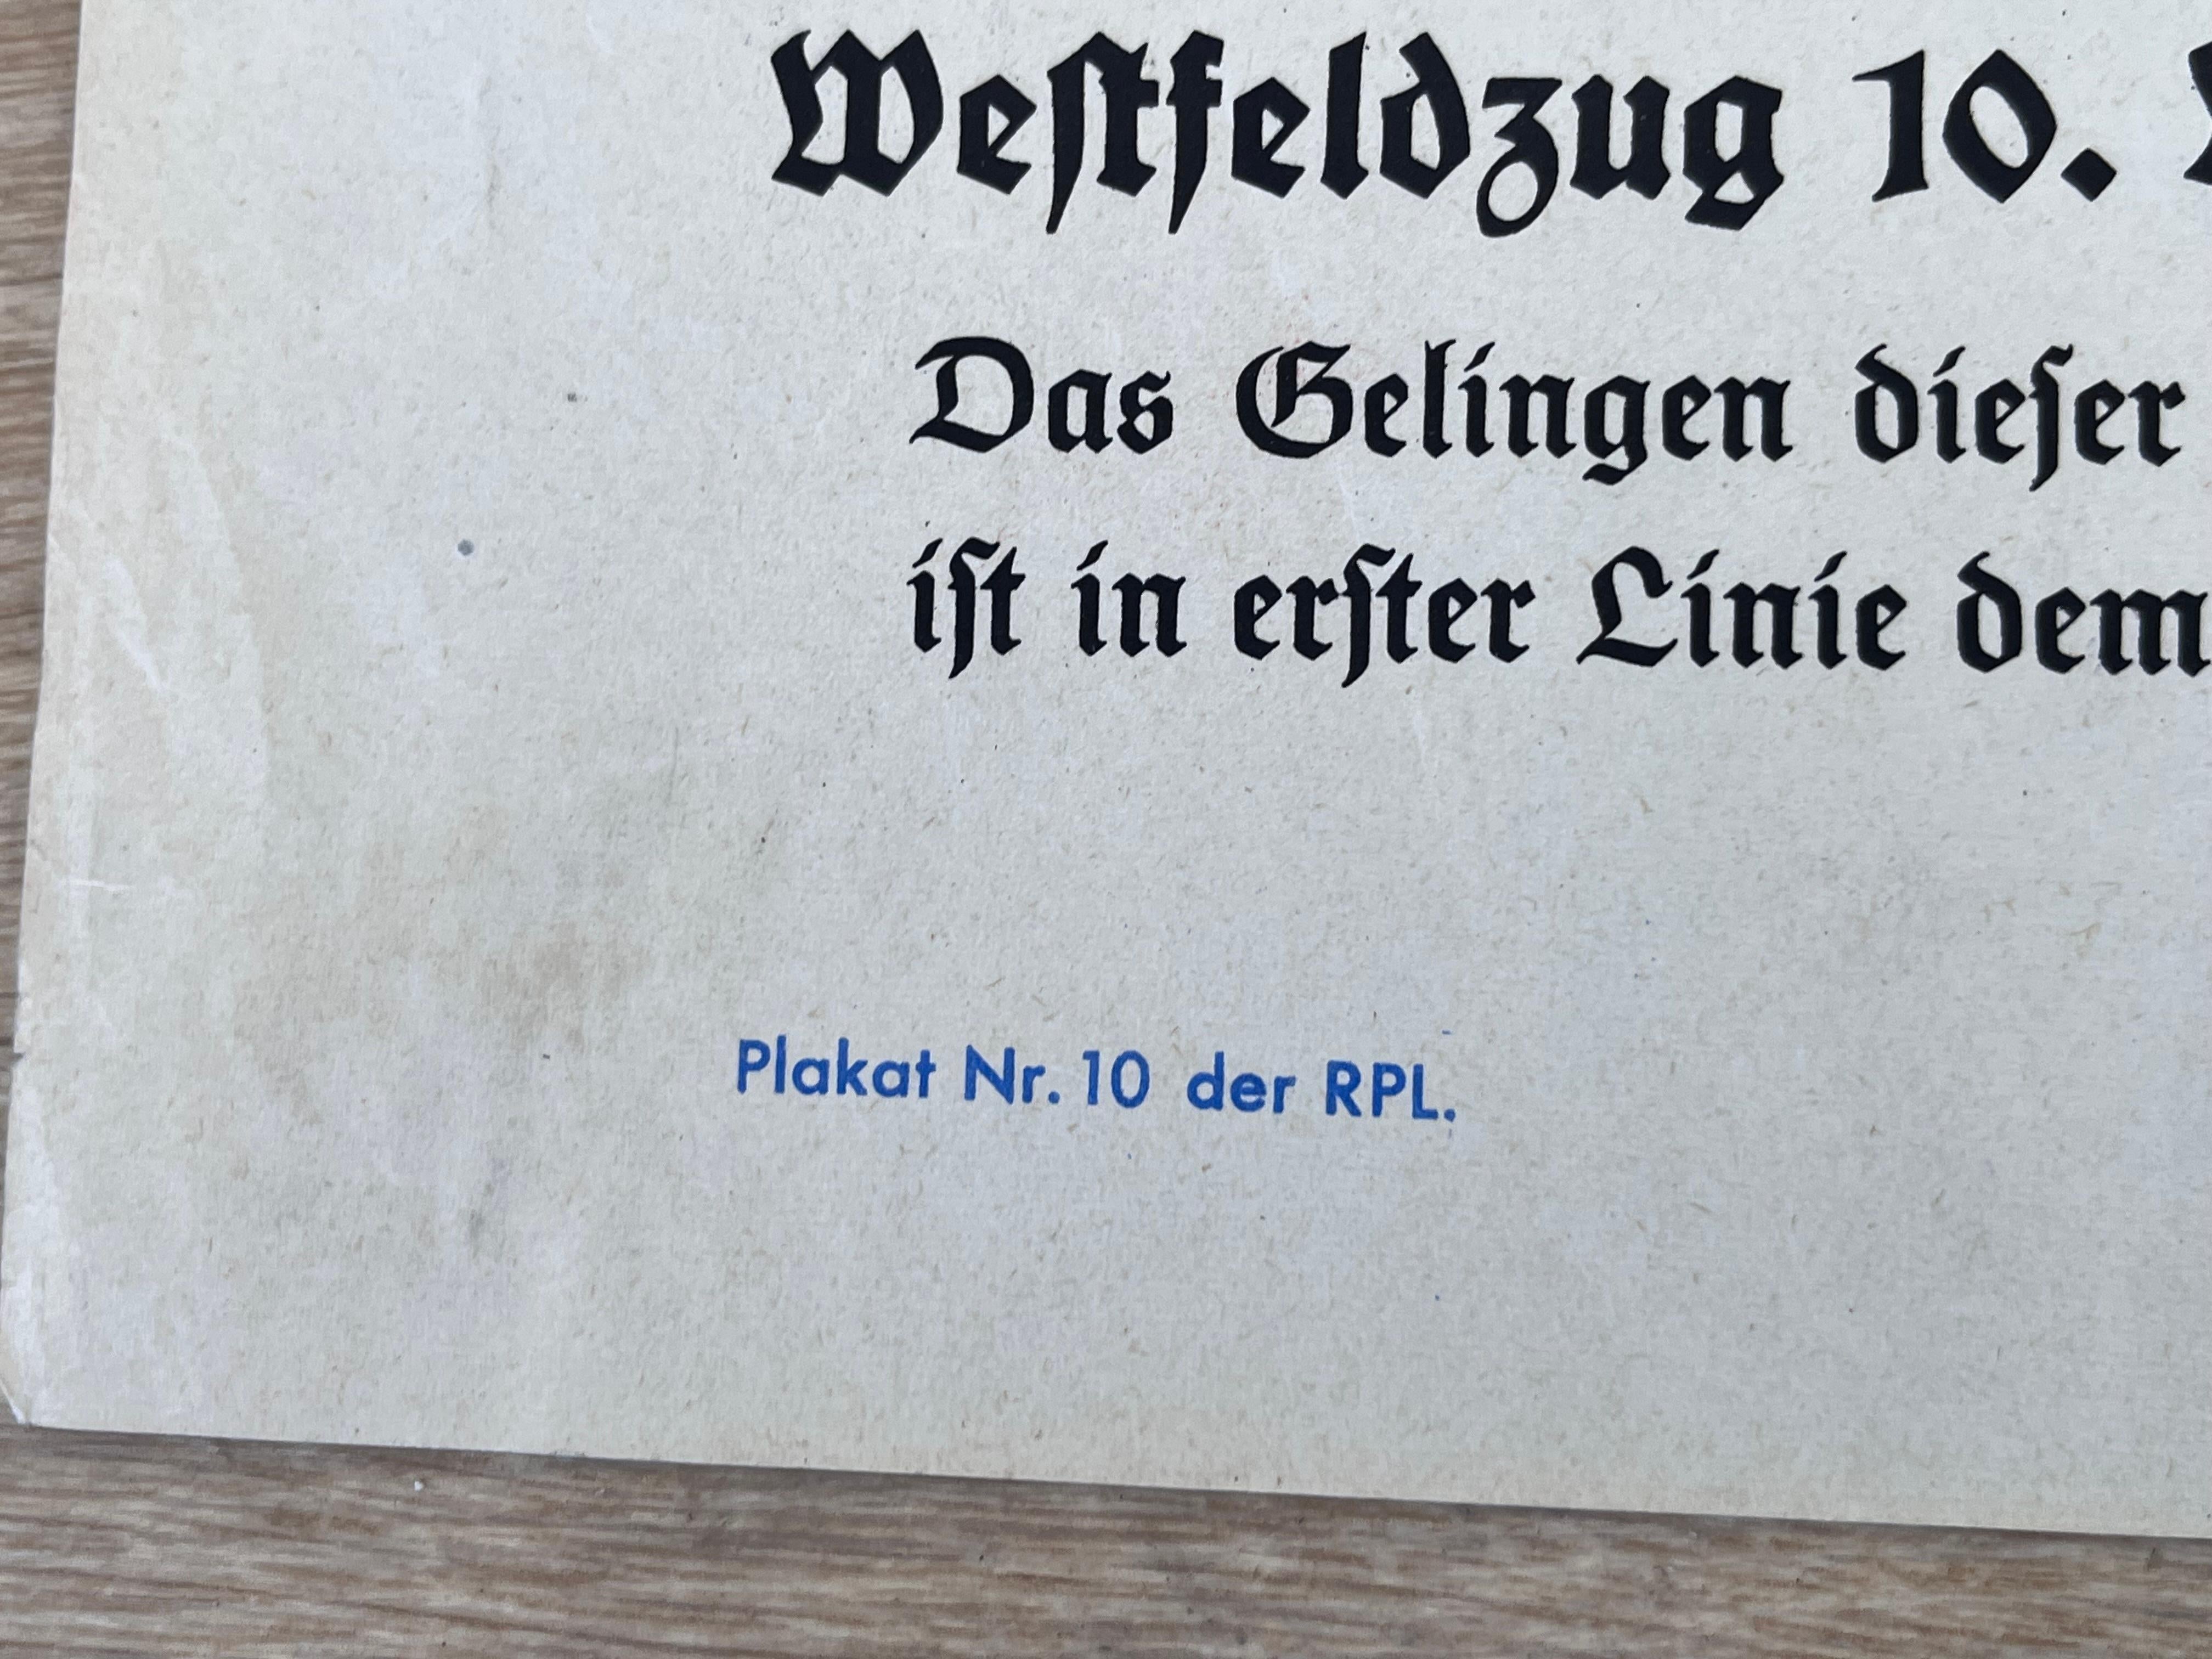 Westfeldzug 10.
Das Gelingen dieser
ist in erster Linie dem
Plakat Nr. 10 der RPL.